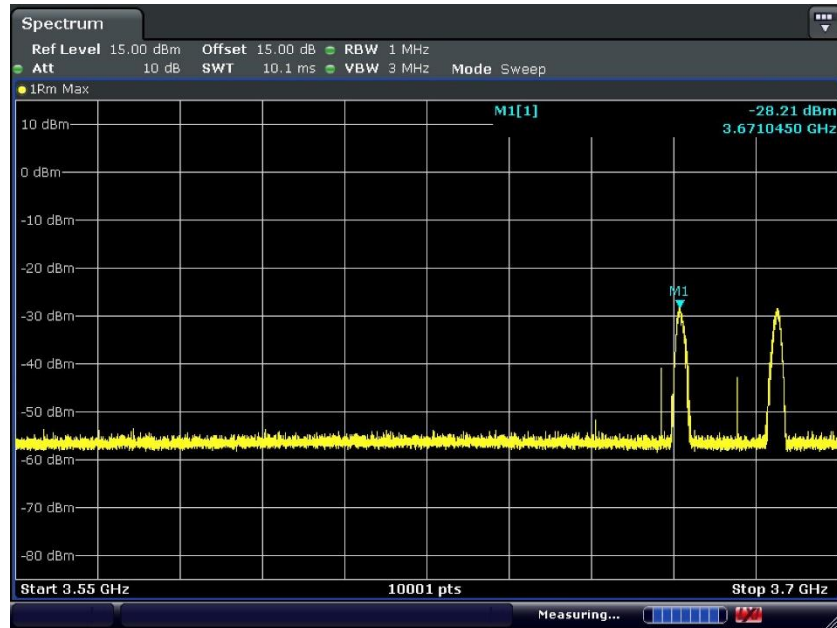 Spectrum
Ref Level 15.00 dBm Offset 15.00 dB RBW 1 MHz
Att 10 dB SWT 10.1 ms VBW 3 MHz Mode Sweep
1Rm Max
M1[1] -28.21 dBm
3.6710450 GHz
10 dBm
0 dBm
-10 dBm
-20 dBm
M1
-30 dBm
-40 dBm
-50 dBm
-60 dBm
-70 dBm
-80 dBm
Start 3.55 GHz 10001 pts Stop 3.7 GHz
Measuring...